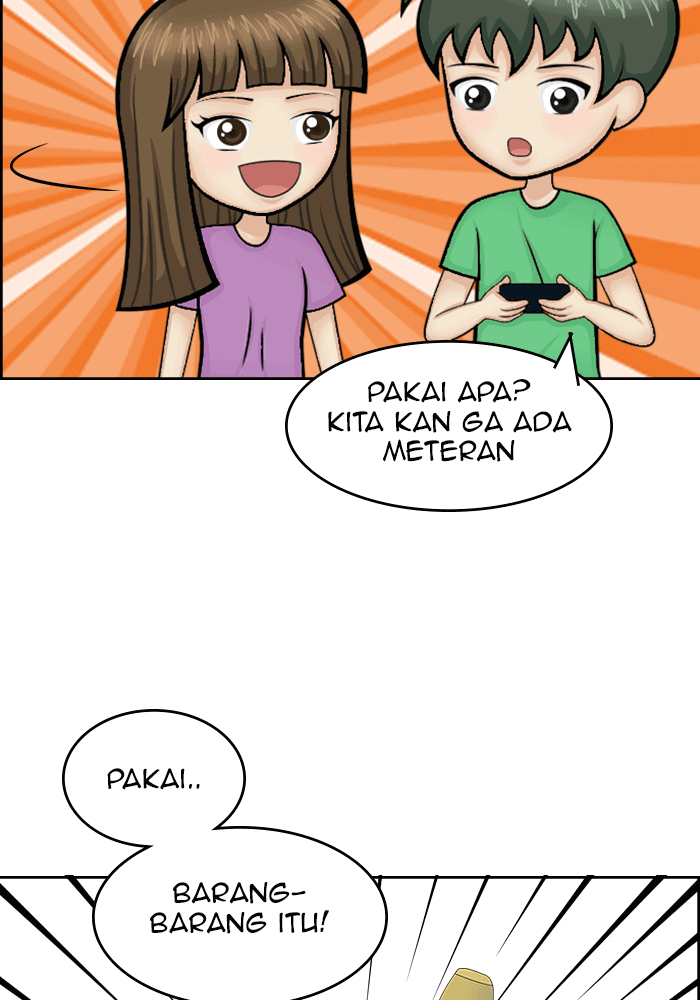 PAKAI APA?
KITA KAN GA ADA
METERAN
PAKAI..
BARANG-
BARANG ITU!